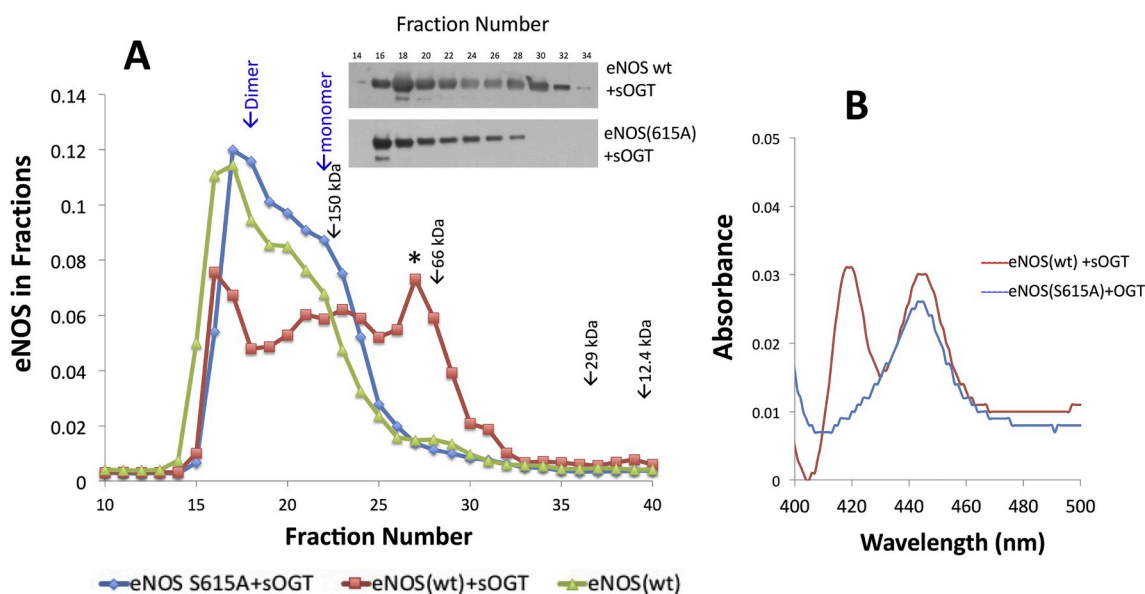 Fraction Number
A
14 16 18 20 22 24 26 28 30 32 34
eNOS wt
+sOGT
eNOS(615A)
+sOGT
←Dimer
←monomer
←150 kDa
*
←66 kDa
←29 kDa
←12.4 kDa
0.14
0.12
0.1
0.08
0.06
0.04
0.02
0
eNOS in Fractions
10 15 20 25 30 35 40
Fraction Number
eNOS S615A+sOGT eNOS(wt)+sOGT eNOS(wt)
B
0.05
0.04
0.03
0.02
0.01
0
Absorbance
eNOS(wt) +sOGT
eNOS(S615A)+OGT
400 420 440 460 480 500
Wavelength (nm)